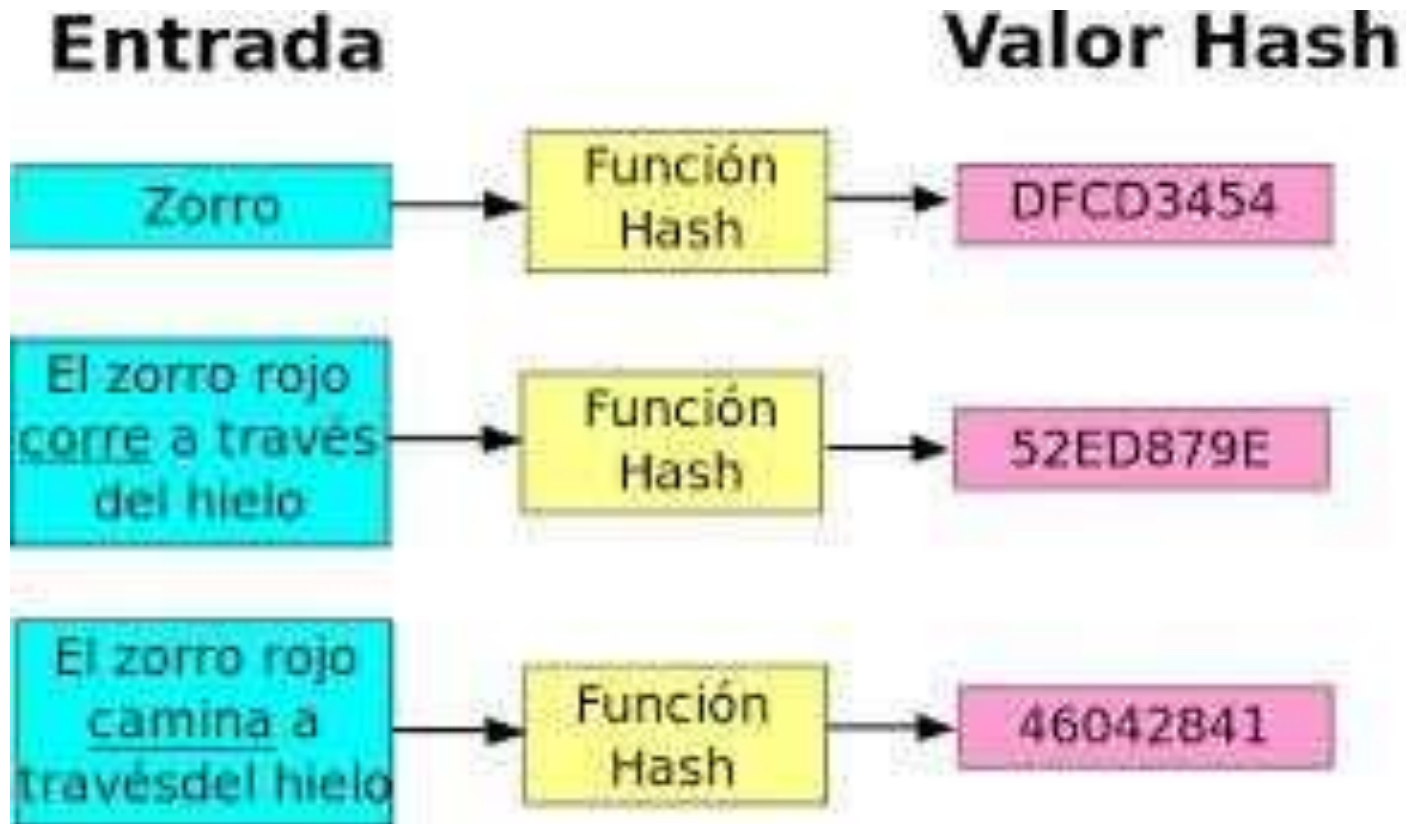 Entrada
Valor Hash
Zorro
Función
Hash
DFCD3454
El zorro rojo
corre a través
del hielo
Función
Hash
52ED879E
El zorro rojo
camina a
travésdel hielo
Función
Hash
46042841